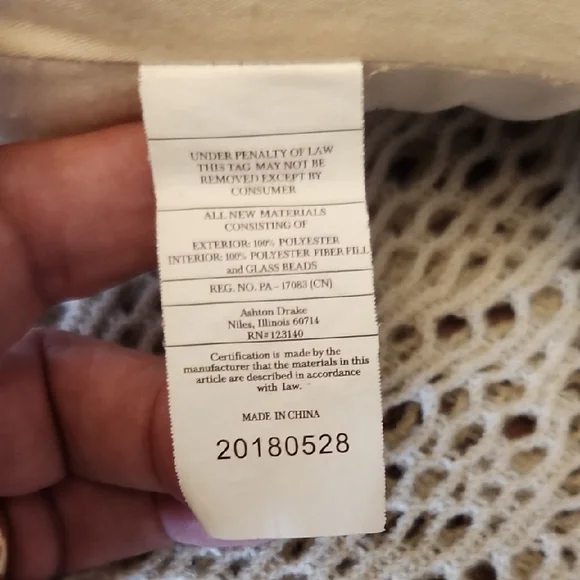 UNDER PENALTY OF LAW
THIS TAG MAY NOT BE
REMOVED EXCEPT BY
CONSUMER
ALL NEW MATERIALS
CONSISTING OF
EXTERIOR: 100% POLYESTER
INTERIOR: 100% POLYESTER FIBER FILL
and GLASS BEADS
REG. NO. PA - 17083 (CN)
Ashton Drake
Niles, Illinois 60714
RN# 123140
Certification is made by the
manufacturer that the materials in this
article are described in accordance
with law.
MADE IN CHINA
20180528